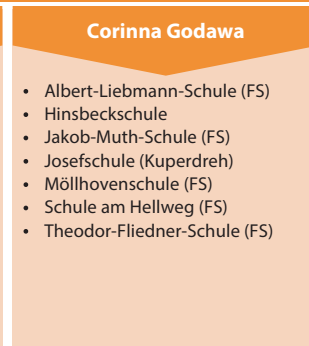 Corinna Godawa
• Albert-Liebmann-Schule (FS)
• Hinsbeckschule
• Jakob-Muth-Schule (FS)
• Josefschule (Kuperdreh)
• Möllhovenschule (FS)
• Schule am Hellweg (FS)
• Theodor-Fliedner-Schule (FS)